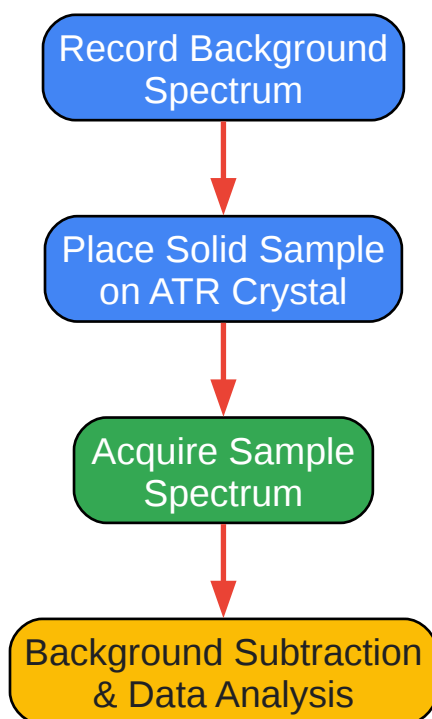 Record Background
Spectrum
Place Solid Sample
on ATR Crystal
Acquire Sample
Spectrum
Background Subtraction
& Data Analysis